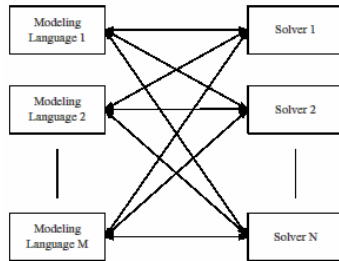 Modeling
Language 1
Solver 1
Modeling
Language 2
Solver 2
Modeling
Language M
Solver N